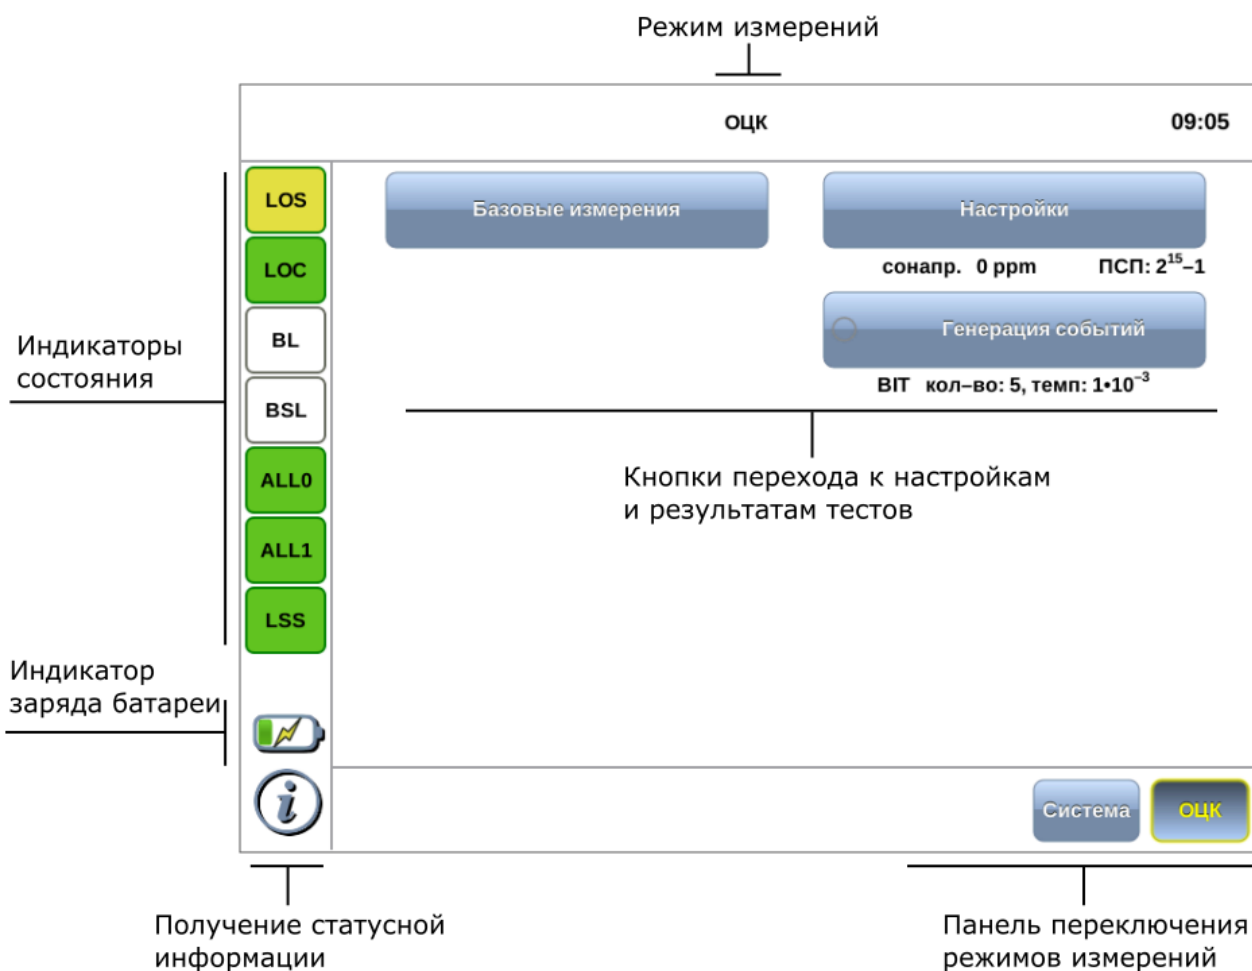 Режим измерений
ОЦК
09:05
LOS
Базовые измерения
Настройки
LOC
сонапр. 0 ppm ПСП: 2¹⁵–1
BL
Генерация событий
Индикаторы
состояния
BIT кол–во: 5, темп: 1•10⁻³
BSL
Кнопки перехода к настройкам
и результатам тестов
ALL0
ALL1
LSS
Индикатор
заряда батареи
i
Система
ОЦК
Получение статусной
информации
Панель переключения
режимов измерений